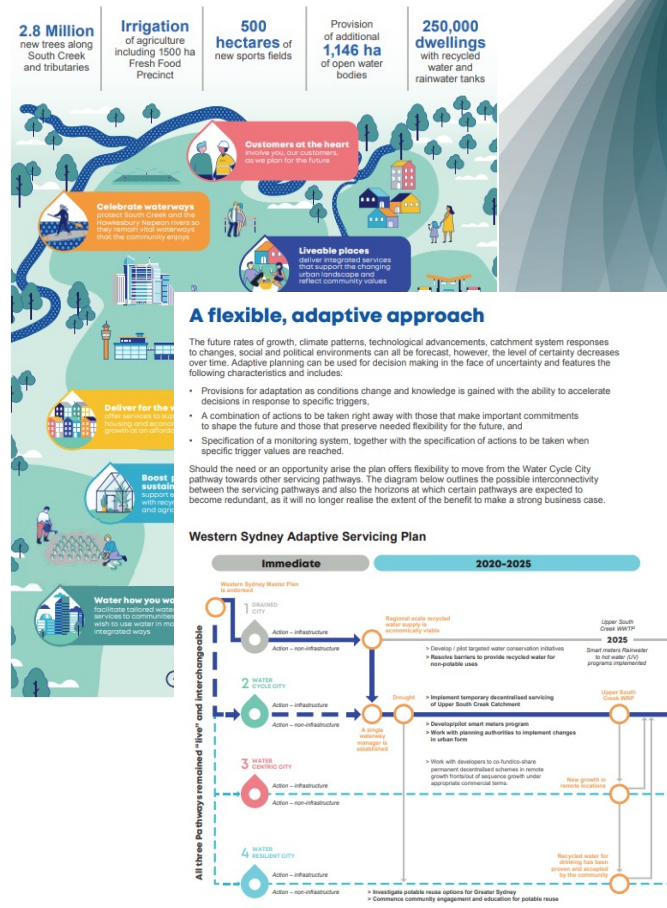 2.8 Million
new trees along
South Creek
and tributaries
Irrigation
of agriculture
including 1500 ha
Fresh Food
Precinct
500
hectares of
new sports fields
Provision
of additional
1,146 ha
of open water
bodies
250,000
dwellings
with recycled
water and
rainwater tanks
Customers at the heart
involve you, our customers,
as we plan for the future
Celebrate waterways
protect South Creek and the
Hawkesbury Nepean rivers so
they remain vital waterways
that the community enjoys
Liveable places
deliver integrated services
that support the changing
urban landscape and
reflect community values
Deliver for the
offer services to
housing and
growth at an
Boost
sustain
support
with
and
Water how you
facilitate tailored
services to communities
wish to use water in
integrated ways
A flexible, adaptive approach
The future rates of growth, climate patterns, technological advancements, catchment system responses
to changes, social and political environments can all be forecast, however, the level of certainty decreases
over time. Adaptive planning can be used for decision making in the face of uncertainty and features the
following characteristics and includes:
• Provisions for adaptation as conditions change and knowledge is gained with the ability to accelerate
decisions in response to specific triggers,
• A combination of actions to be taken right away with those that make important commitments
to shape the future and those that preserve needed flexibility for the future, and
• Specification of a monitoring system, together with the specification of actions to be taken when
specific trigger values are reached.
Should the need or an opportunity arise the plan offers flexibility to move from the Water Cycle City
pathway towards other servicing pathways. The diagram below outlines the possible interconnectivity
between the servicing pathways and also the horizons at which certain pathways are expected to
become redundant, as it will no longer realise the extent of the benefit to make a strong business case.
Western Sydney Adaptive Servicing Plan
Immediate
2020-2025
All three Pathways remained "live" and interchangeable
Western Sydney Master Plan
is endorsed
1 DRAINED
CITY
Action – infrastructure
Action – non-infrastructure
Regional scale recycled
water supply is
economically viable
> Develop / pilot targeted water conservation initiatives
> Resolve barriers to provide recycled water for
non-potable uses
Upper South
Creek WWTP
2025
Smart meters Rainwater
to hot water (UV)
programs implemented
2 WATER
CYCLE CITY
Action – infrastructure
Action – non-infrastructure
A single
waterway
manager is
established
Drought
> Implement temporary decentralised servicing
of Upper South Creek Catchment
> Develop/pilot smart meters program
> Work with planning authorities to implement changes
in urban form
Upper South
Creek WRP
3 WATER
CENTRIC CITY
Action – infrastructure
Action – non-infrastructure
> Work with developers to co-fund/co-share
permanent decentralised schemes in remote
growth fronts/out of sequence growth under
appropriate commercial terms.
New growth in
remote locations
4 WATER
RESILIENT CITY
Action – infrastructure
Action – non-infrastructure
Recycled water for
drinking has been
proven and accepted
by the community
> Investigate potable reuse options for Greater Sydney
> Commence community engagement and education for potable reuse